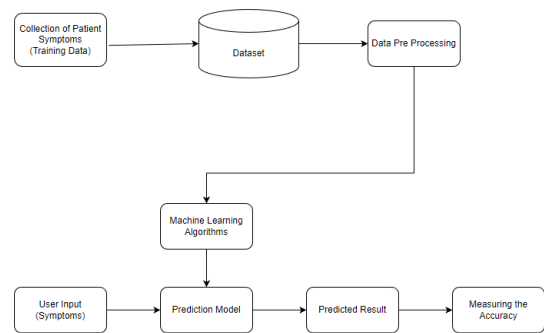 Collection of Patient
Symptoms
(Training Data)
Dataset
Data Pre Processing
Machine Learning
Algorithms
User Input
(Symptoms)
Prediction Model
Predicted Result
Measuring the
Accuracy